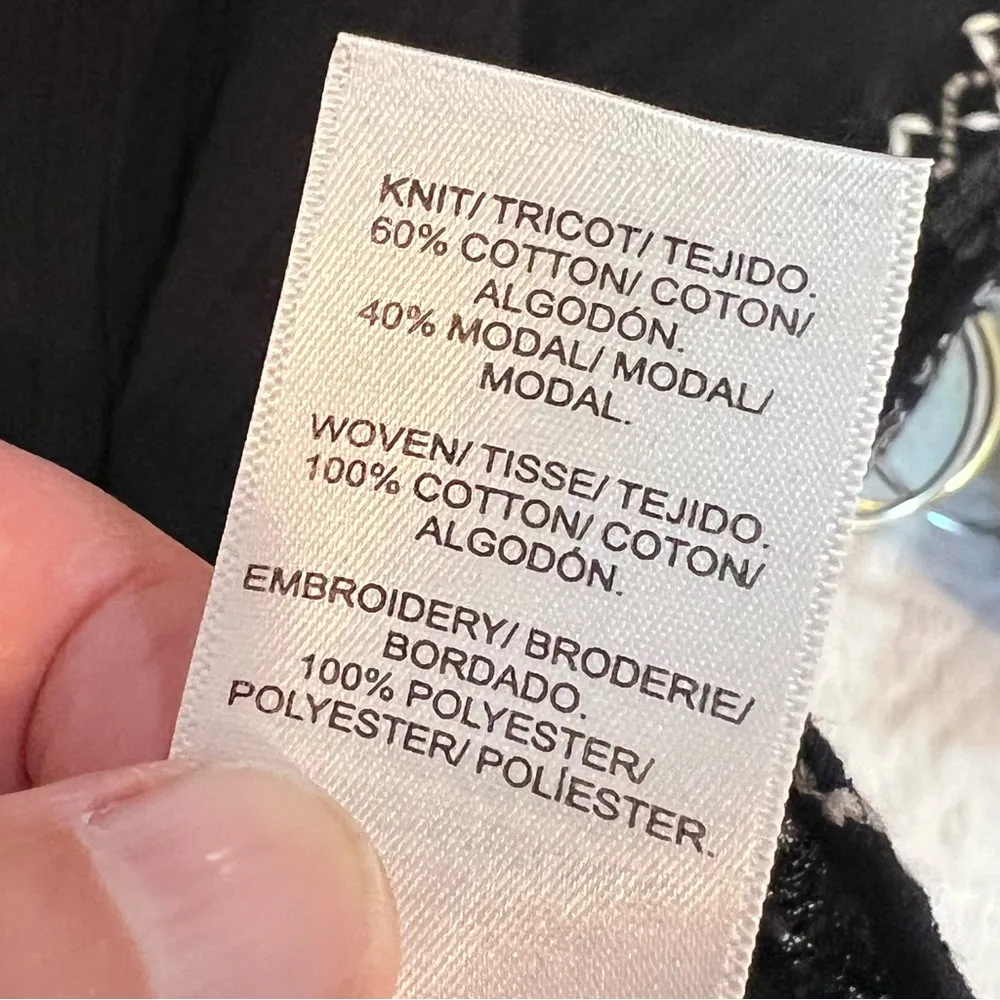 KNIT/ TRICOT/ TEJIDO.
60% COTTON/ COTON/
ALGODÓN.
40% MODAL/ MODAL/
MODAL.
WOVEN/ TISSE/ TEJIDO.
100% COTTON/ COTON/
ALGODÓN.
EMBROIDERY/ BRODERIE/
BORDADO.
100% POLYESTER/
POLYESTER/ POLÍESTER.